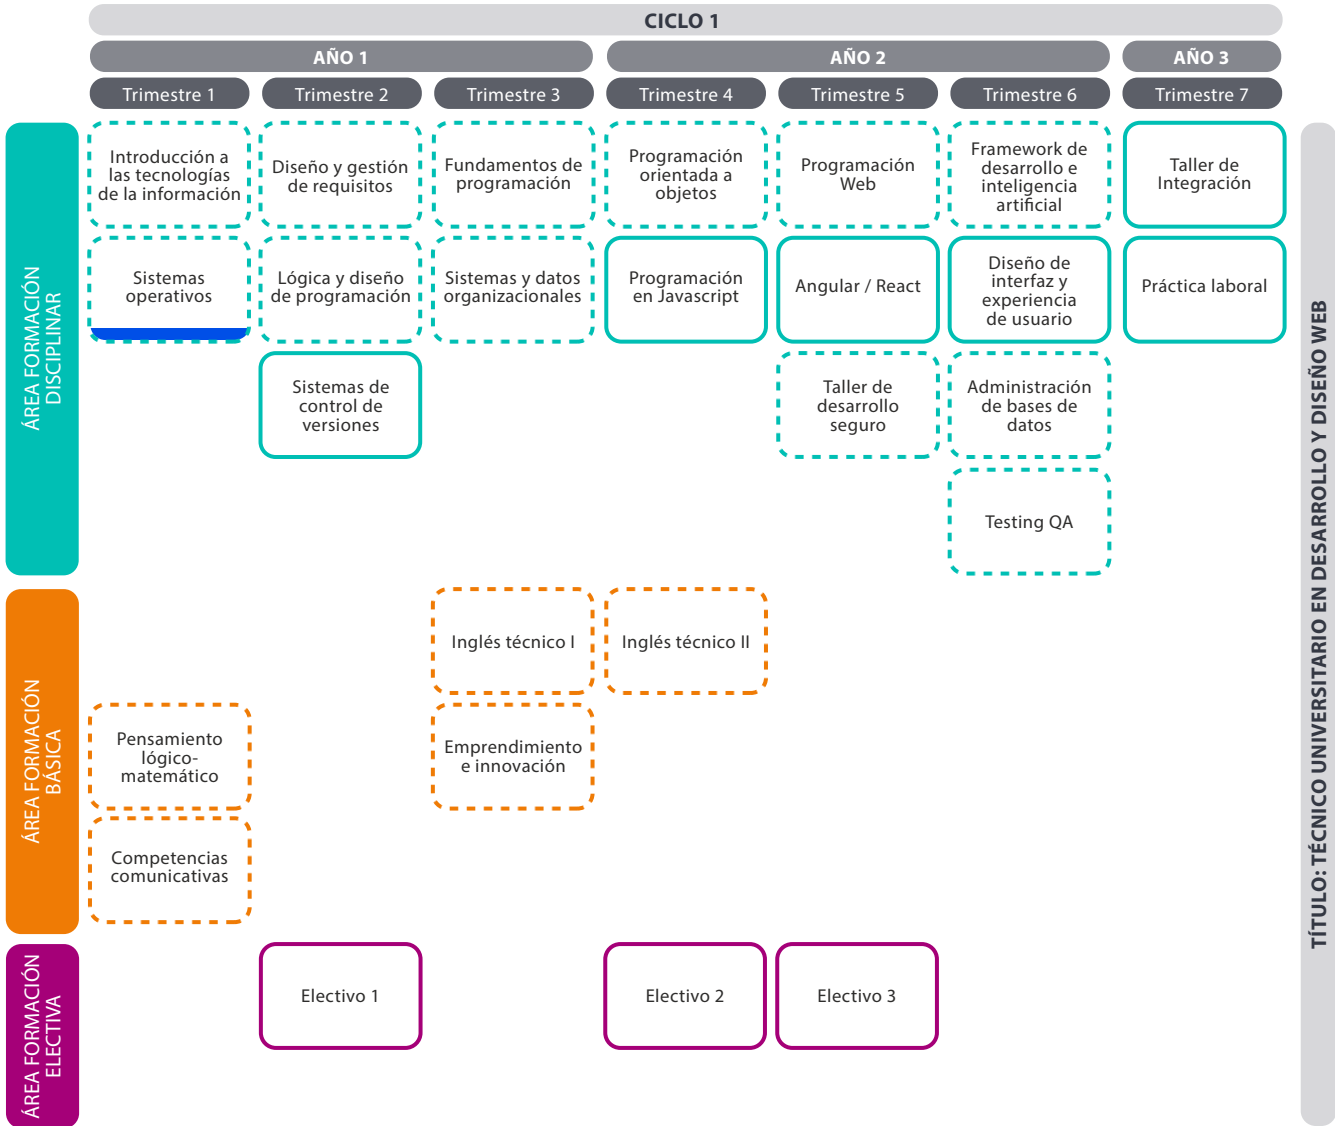 CICLO 1
AÑO 1
AÑO 2
AÑO 3
Trimestre 1
Trimestre 2
Trimestre 3
Trimestre 4
Trimestre 5
Trimestre 6
Trimestre 7
ÁREA FORMACIÓN
DISCIPLINAR
Introducción a
las tecnologías
de la información
Diseño y gestión
de requisitos
Fundamentos de
programación
Programación
orientada a
objetos
Programación
Web
Framework de
desarrollo e
inteligencia
artificial
Taller de
Integración
Sistemas
operativos
Lógica y diseño
de programación
Sistemas y datos
organizacionales
Programación
en Javascript
Angular / React
Diseño de
interfaz y
experiencia
de usuario
Práctica laboral
Sistemas de
control de
versiones
Taller de
desarrollo
seguro
Administración
de bases de
datos
Testing QA
ÁREA FORMACIÓN
BÁSICA
Inglés técnico I
Inglés técnico II
Pensamiento
lógico-
matemático
Emprendimiento
e innovación
Competencias
comunicativas
ÁREA FORMACIÓN
ELECTIVA
Electivo 1
Electivo 2
Electivo 3
TÍTULO: TÉCNICO UNIVERSITARIO EN DESARROLLO Y DISEÑO WEB